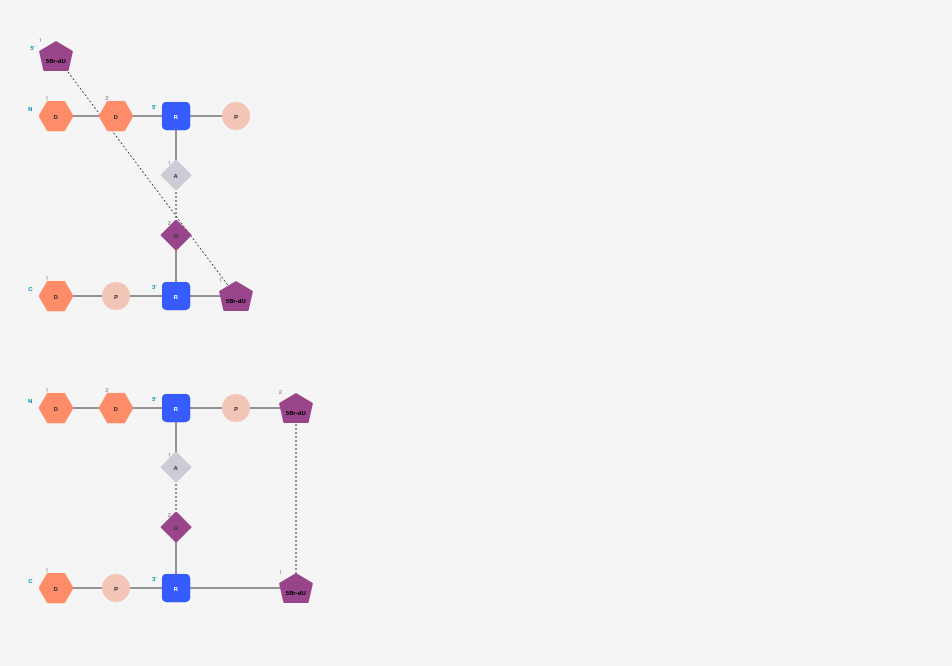 1
5'
5Br-dU
1 2
N D D 5' R P
1
A
2
U
1 1
C D P 3' R 5Br-dU
1 2 2
N D D 5' R P 5Br-dU
1
A
2
U
1 1
C D P 3' R 5Br-dU